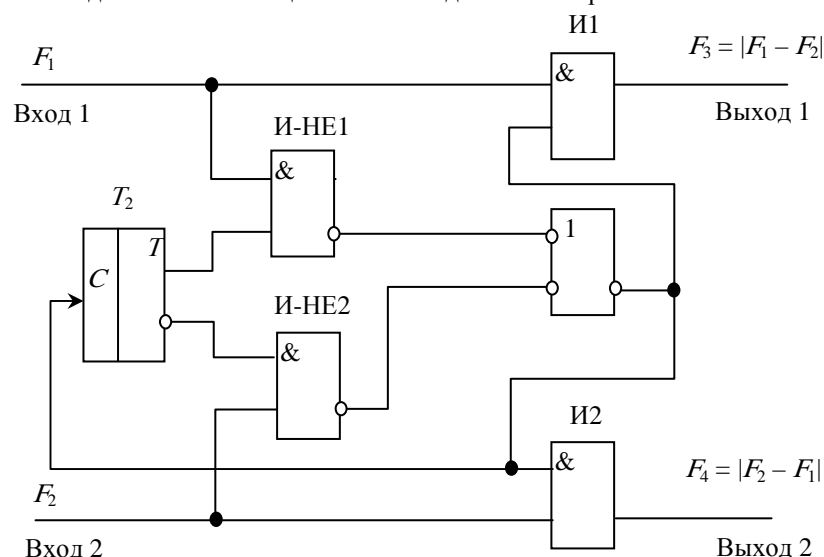 И1
F₁
F₃ = |F₁ – F₂|
&
Вход 1
Выход 1
И-НЕ1
&
T₂
T
1
C
И-НЕ2
&
И2
&
F₄ = |F₂ – F₁|
F₂
Вход 2
Выход 2